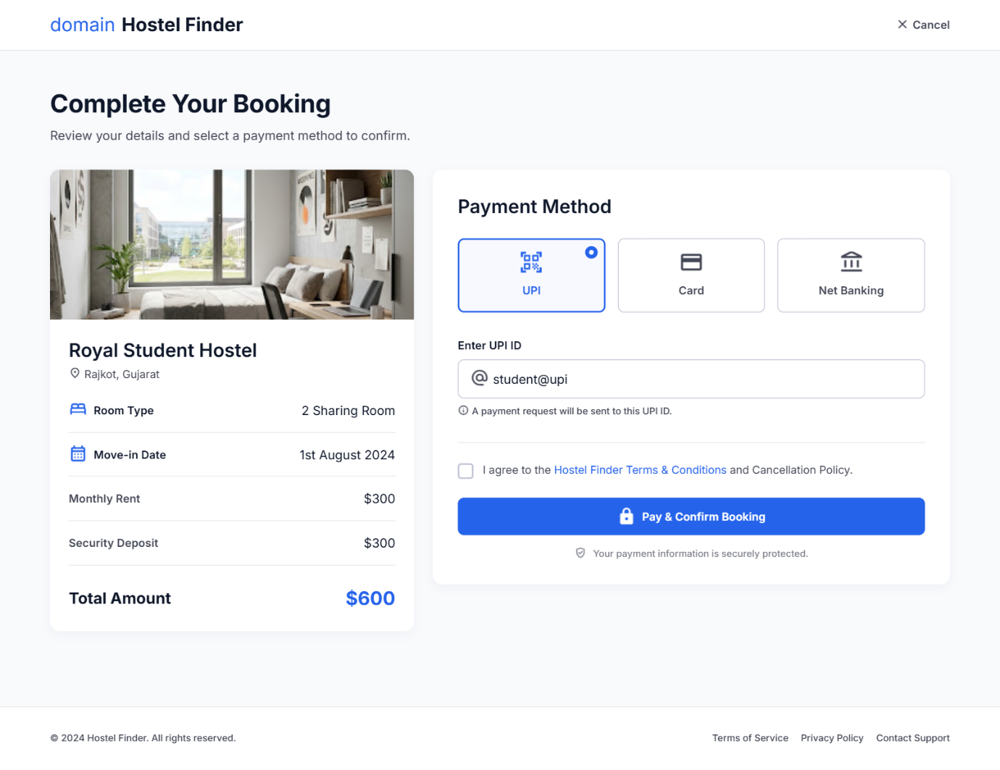 domain Hostel Finder
Cancel
Complete Your Booking
Review your details and select a payment method to confirm.
Royal Student Hostel
Rajkot, Gujarat
Room Type 2 Sharing Room
Move-in Date 1st August 2024
Monthly Rent $300
Security Deposit $300
Total Amount $600
Payment Method
UPI
Card
Net Banking
Enter UPI ID
student@upi
A payment request will be sent to this UPI ID.
I agree to the Hostel Finder Terms & Conditions and Cancellation Policy.
Pay & Confirm Booking
Your payment information is securely protected.
© 2024 Hostel Finder. All rights reserved.
Terms of Service Privacy Policy Contact Support